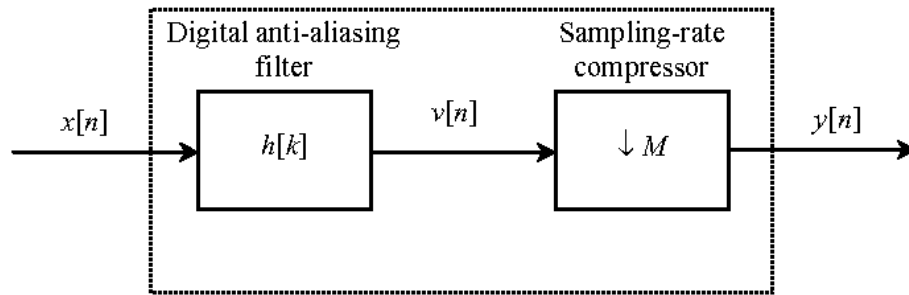 Digital anti-aliasing
filter
Sampling-rate
compressor
x[n]
h[k]
v[n]
↓ M
y[n]